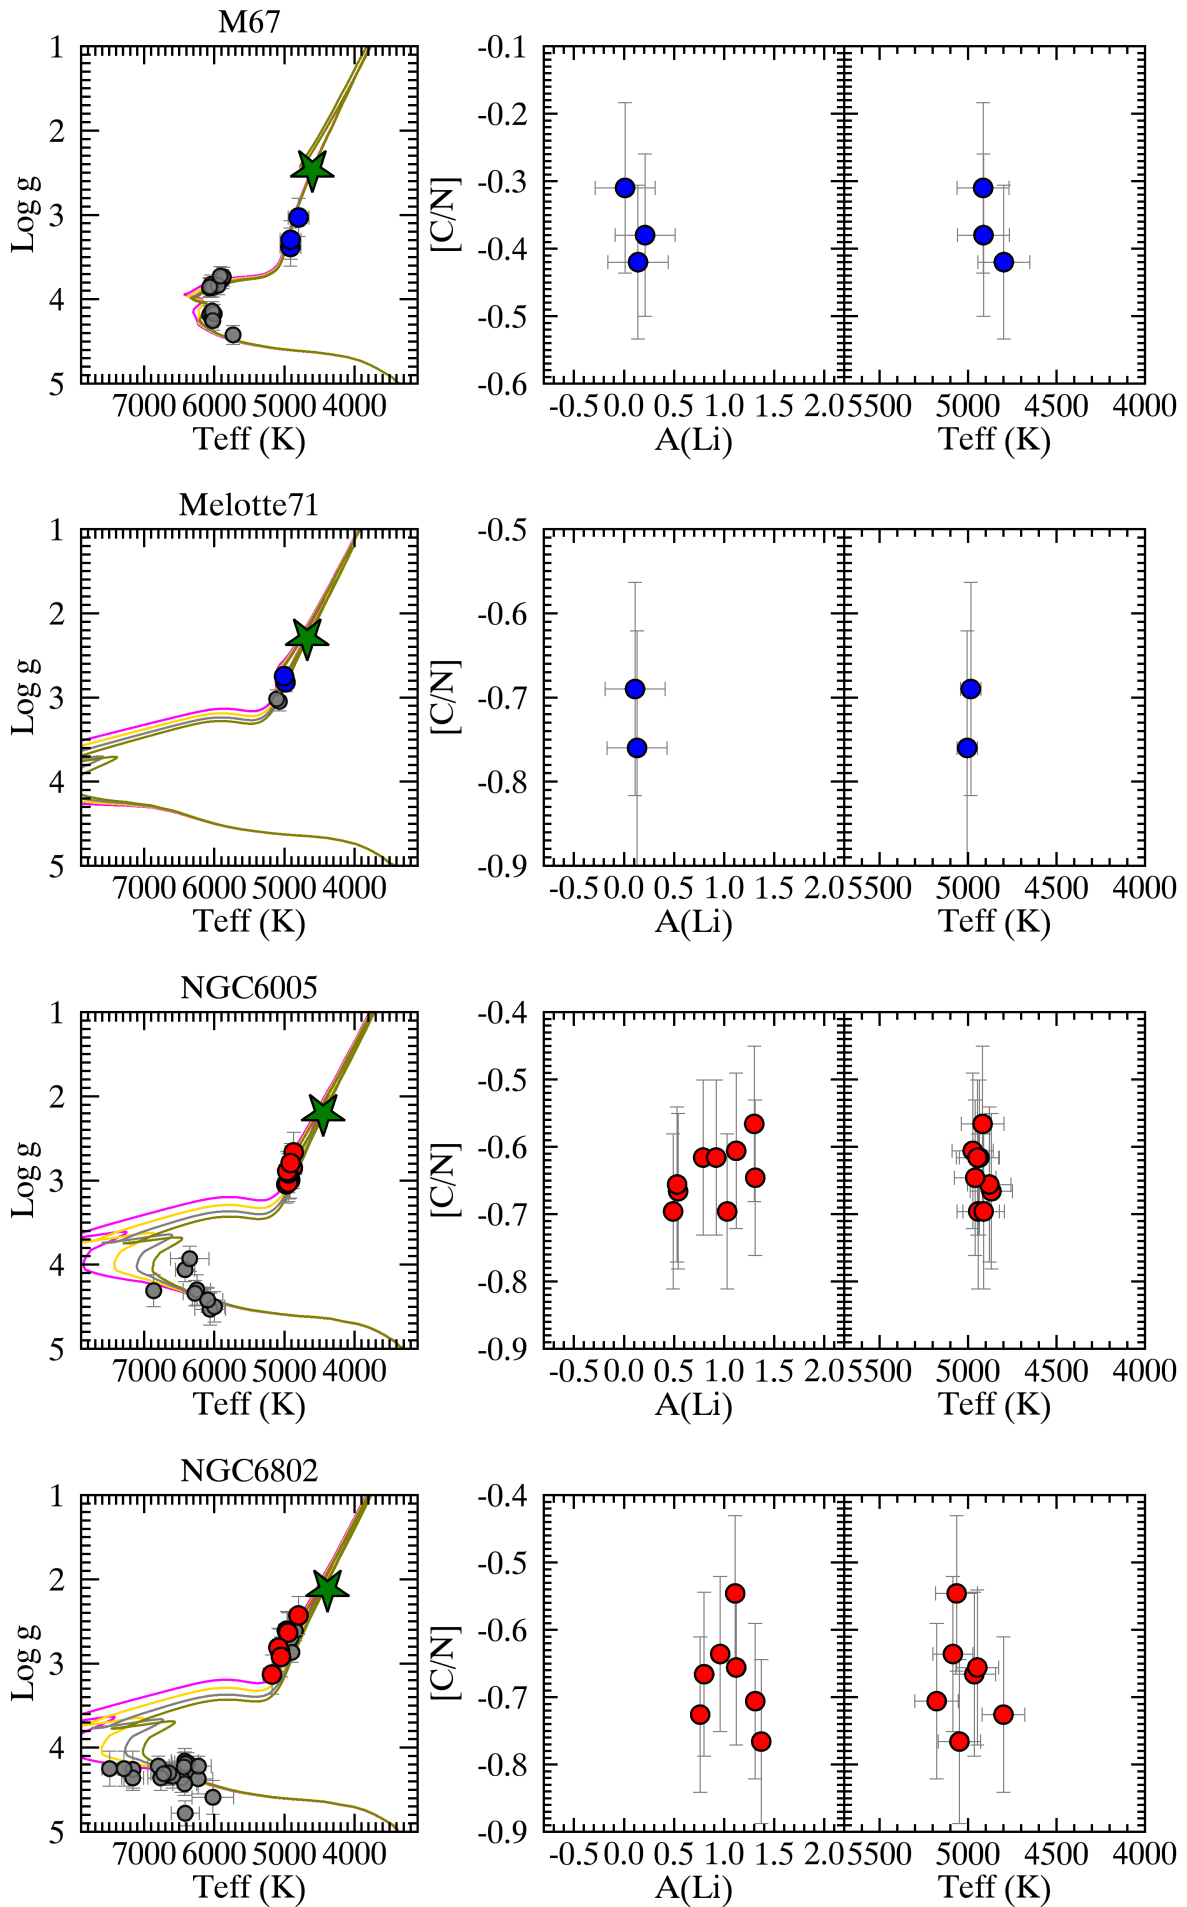 M67
1
2
3
4
5
Log g
7000 6000 5000 4000
Teff (K)
-0.1
-0.2
-0.3
-0.4
-0.5
-0.6
[C/N]
-0.5 0.0 0.5 1.0 1.5 2.0
A(Li)
5500 5000 4500 4000
Teff (K)
Melotte71
1
2
3
4
5
Log g
7000 6000 5000 4000
Teff (K)
-0.5
-0.6
-0.7
-0.8
-0.9
[C/N]
-0.5 0.0 0.5 1.0 1.5 2.0
A(Li)
5500 5000 4500 4000
Teff (K)
NGC6005
1
2
3
4
5
Log g
7000 6000 5000 4000
Teff (K)
-0.4
-0.5
-0.6
-0.7
-0.8
-0.9
[C/N]
-0.5 0.0 0.5 1.0 1.5 2.0
A(Li)
5500 5000 4500 4000
Teff (K)
NGC6802
1
2
3
4
5
Log g
7000 6000 5000 4000
Teff (K)
-0.4
-0.5
-0.6
-0.7
-0.8
-0.9
[C/N]
-0.5 0.0 0.5 1.0 1.5 2.0
A(Li)
5500 5000 4500 4000
Teff (K)